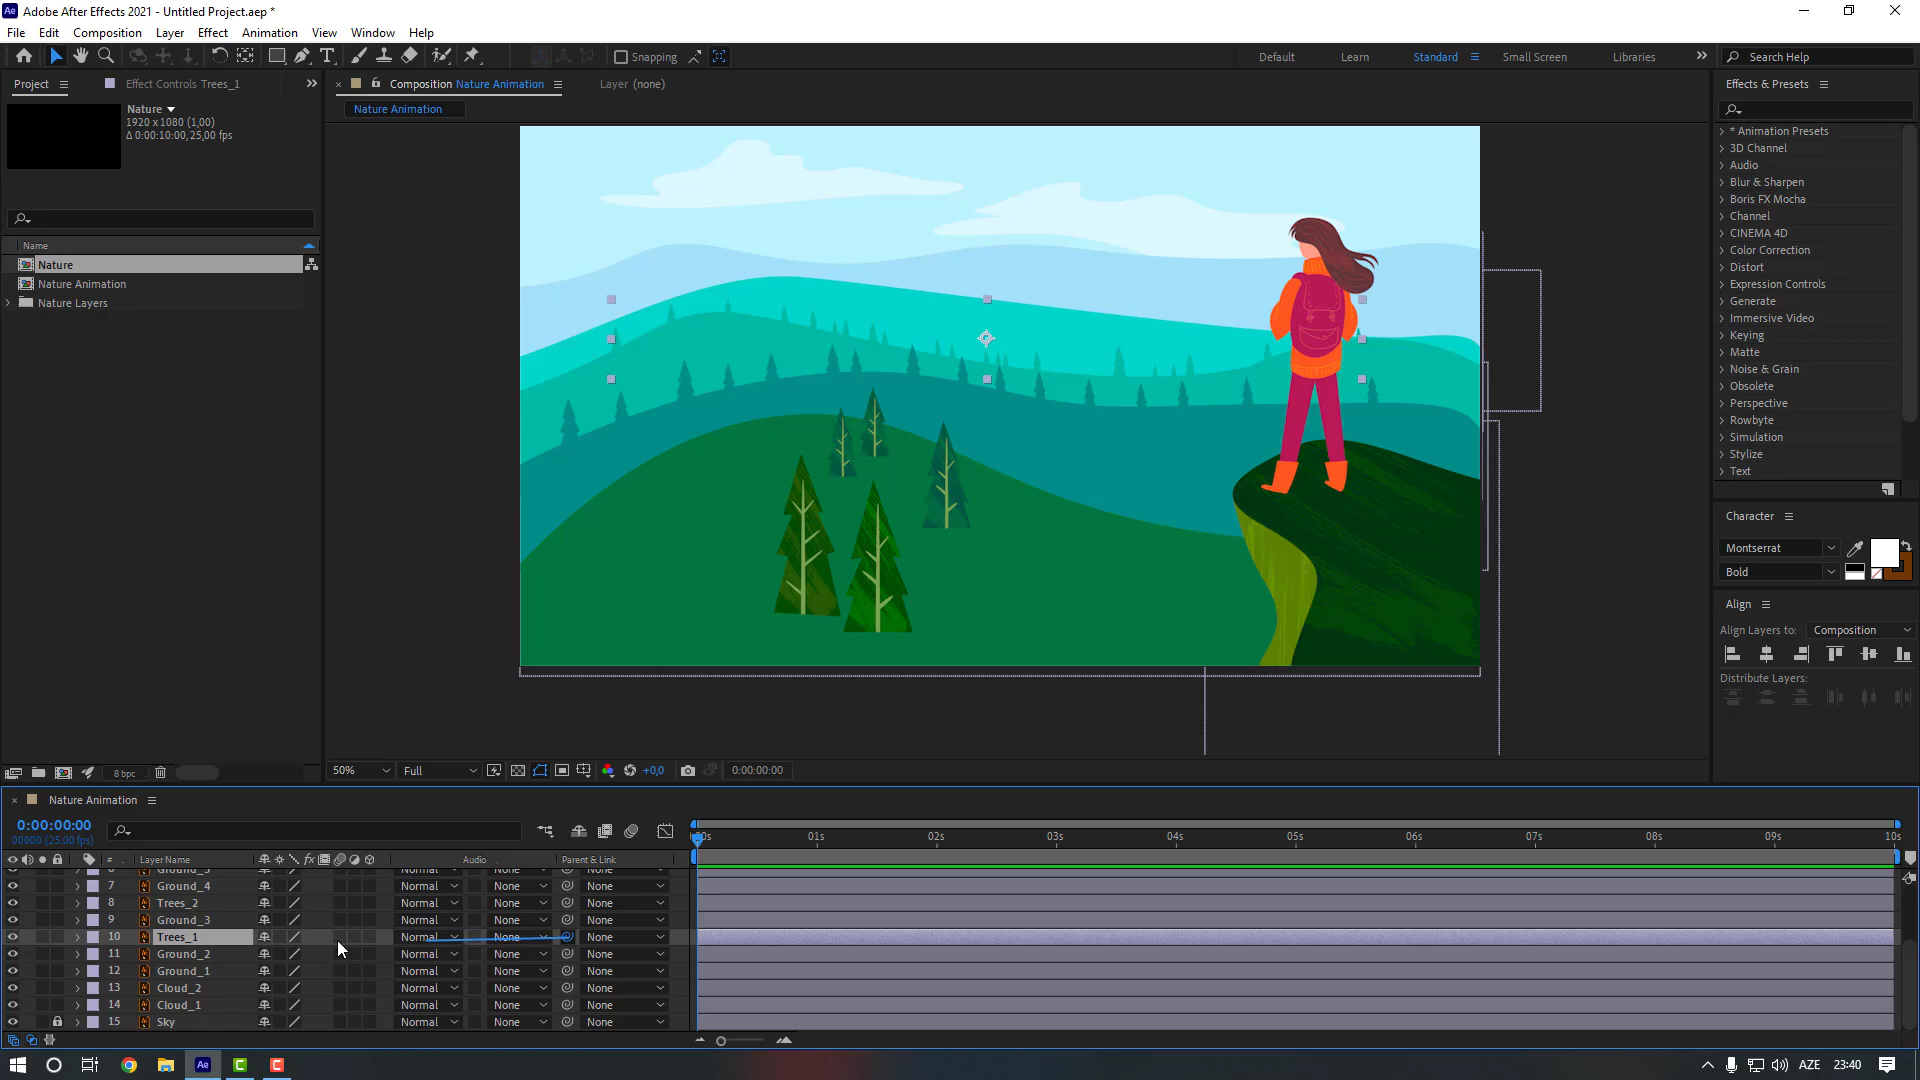 Adobe After Effects 2021 - Untitled Project.aep *
File Edit Composition Layer Effect Animation View Window Help
Snapping
Default Learn Standard Small Screen Libraries
Search Help
Project Effect Controls Trees_1
Composition Nature Animation Layer (none)
Effects & Presets
Nature Animation
Nature
1920 x 1080 (1,00)
Δ 0:00:10:00, 25,00 fps
Name
Nature
Nature Animation
Nature Layers
* Animation Presets
3D Channel
Audio
Blur & Sharpen
Boris FX Mocha
Channel
CINEMA 4D
Color Correction
Distort
Expression Controls
Generate
Immersive Video
Keying
Matte
Noise & Grain
Obsolete
Perspective
Rowbyte
Simulation
Stylize
Text
Character
Montserrat
Bold
Align
Align Layers to: Composition
Distribute Layers:
8 bpc
50% Full +0,0 0:00:00:00
Nature Animation
0:00:00:00
00000 (25.00 fps)
00s 01s 02s 03s 04s 05s 06s 07s 08s 09s 10s
# Layer Name fx Audio Parent & Link
7 Ground_4 Normal None None
8 Trees_2 Normal None None
9 Ground_3 Normal None None
10 Trees_1 Normal None None
11 Ground_2 Normal None None
12 Ground_1 Normal None None
13 Cloud_2 Normal None None
14 Cloud_1 Normal None None
15 Sky Normal None None
Ae AZE 23:40